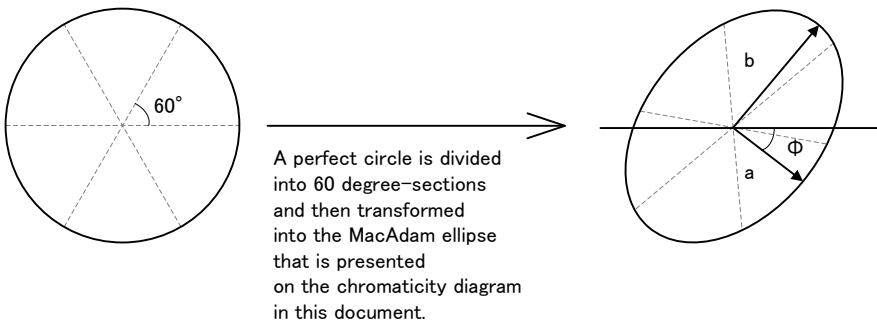 60°
A perfect circle is divided
into 60 degree-sections
and then transformed
into the MacAdam ellipse
that is presented
on the chromaticity diagram
in this document.
b
Φ
a